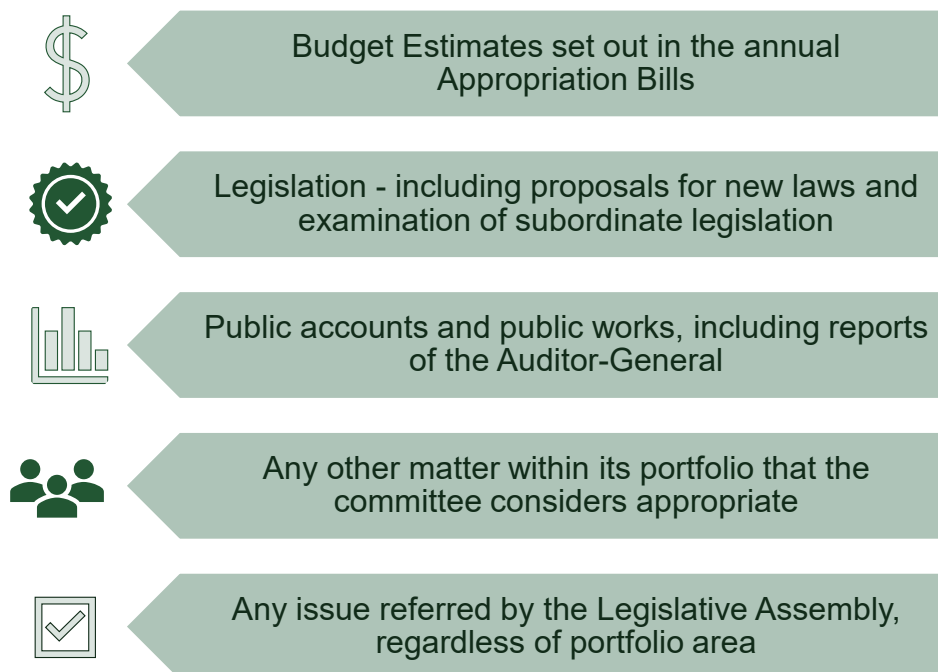 Budget Estimates set out in the annual
Appropriation Bills
Legislation - including proposals for new laws and
examination of subordinate legislation
Public accounts and public works, including reports
of the Auditor-General
Any other matter within its portfolio that the
committee considers appropriate
Any issue referred by the Legislative Assembly,
regardless of portfolio area